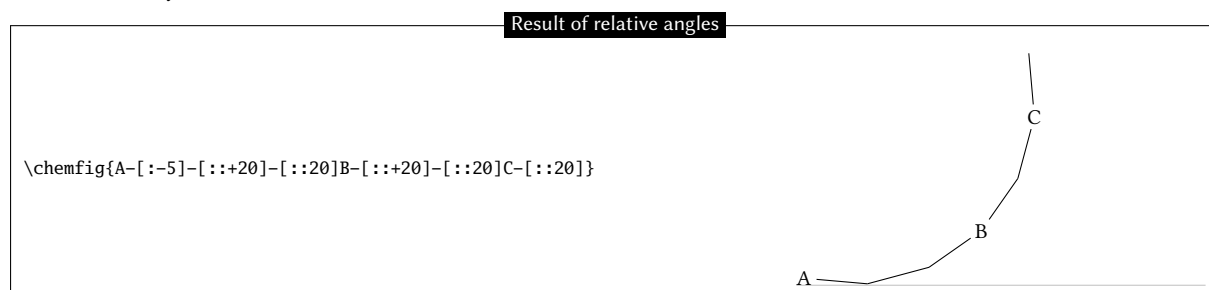 Result of relative angles
\chemfig{A-[:-5]-[::+20]-[::20]B-[::+20]-[::20]C-[::20]}
C
B
A